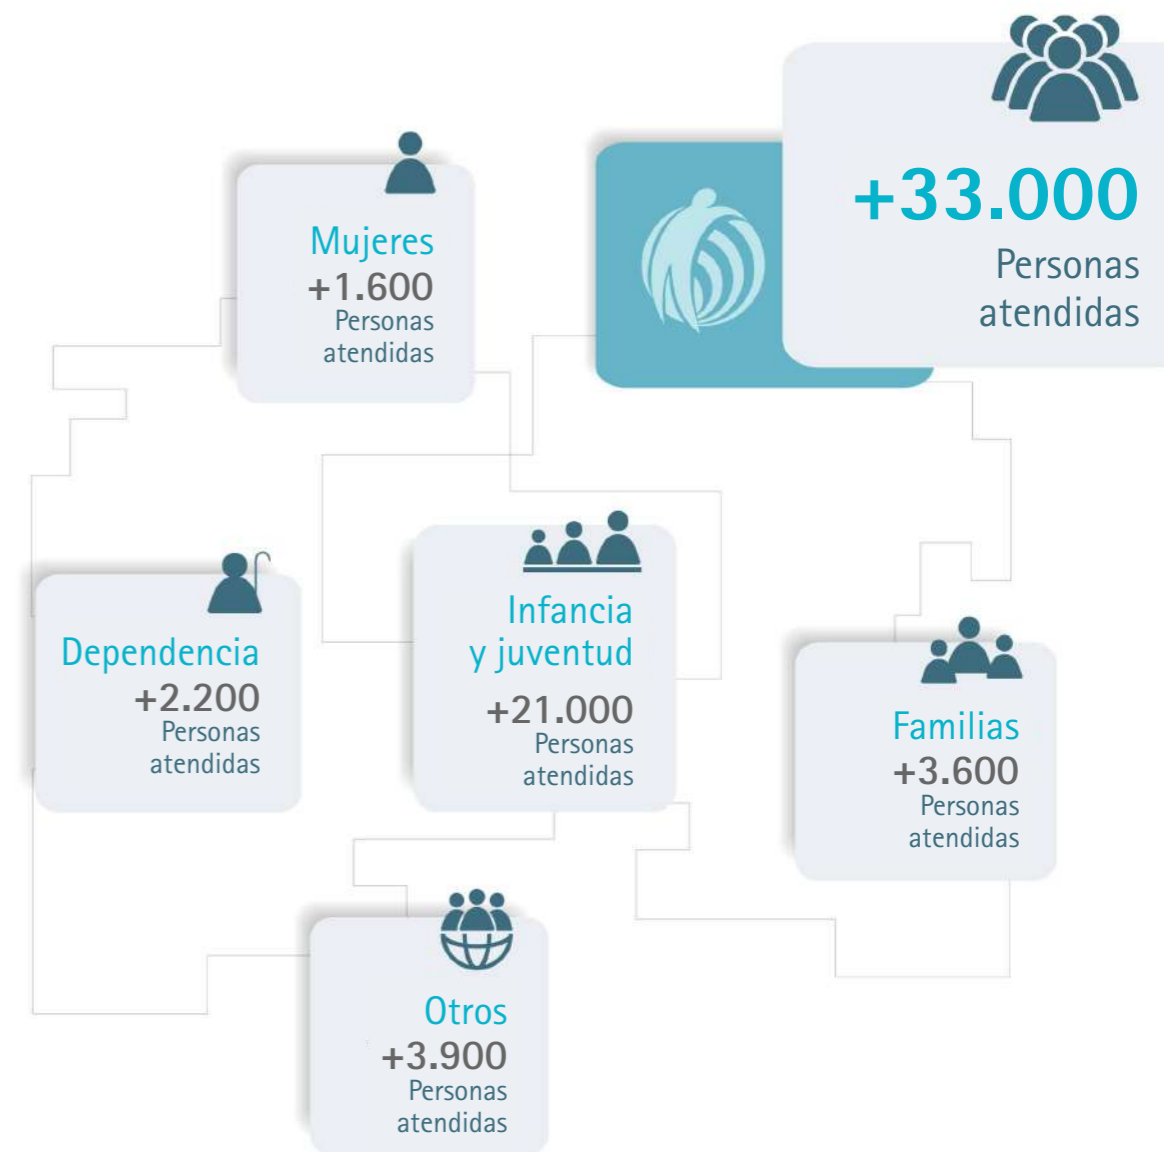 +33.000
Personas
atendidas
Mujeres
+1.600
Personas
atendidas
Dependencia
+2.200
Personas
atendidas
Infancia
y juventud
+21.000
Personas
atendidas
Familias
+3.600
Personas
atendidas
Otros
+3.900
Personas
atendidas